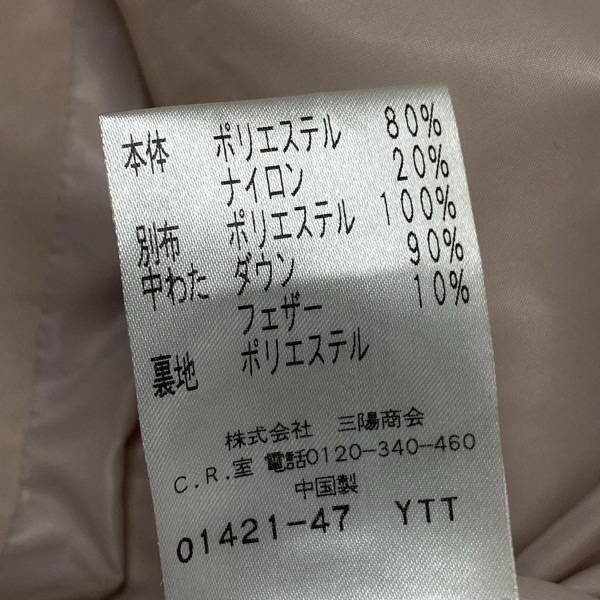 本体 ポリエステル 80%
ナイロン 20%
別布 ポリエステル 100%
中わた ダウン 90%
フェザー 10%
裏地 ポリエステル
株式会社 三陽商会
C.R.室 電話0120-340-460
中国製
01421-47 YTT